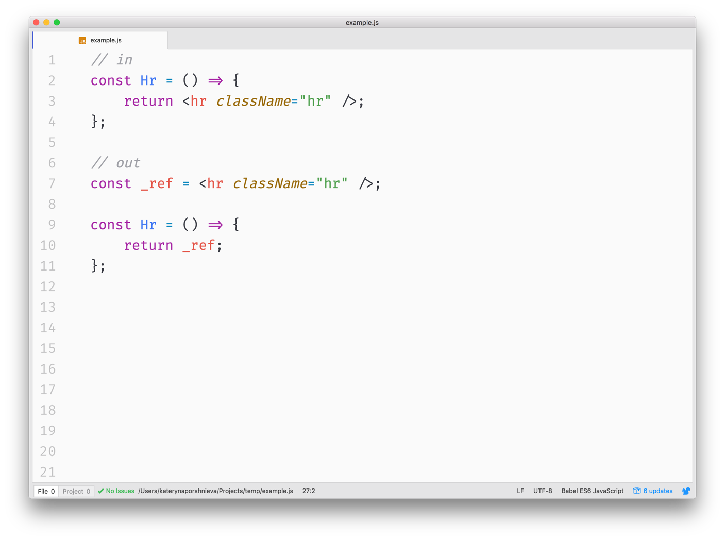 example.js
example.js
1 // in
2 const Hr = () => {
3 return <hr className="hr" />;
4 };
5
6 // out
7 const _ref = <hr className="hr" />;
8
9 const Hr = () => {
10 return _ref;
11 };
12
13
14
15
16
17
18
19
20
21
File 0 Project 0 No Issues /Users/katerynaporshnieva/Projects/temp/example.js 27:2 LF UTF-8 Babel ES6 JavaScript 8 updates